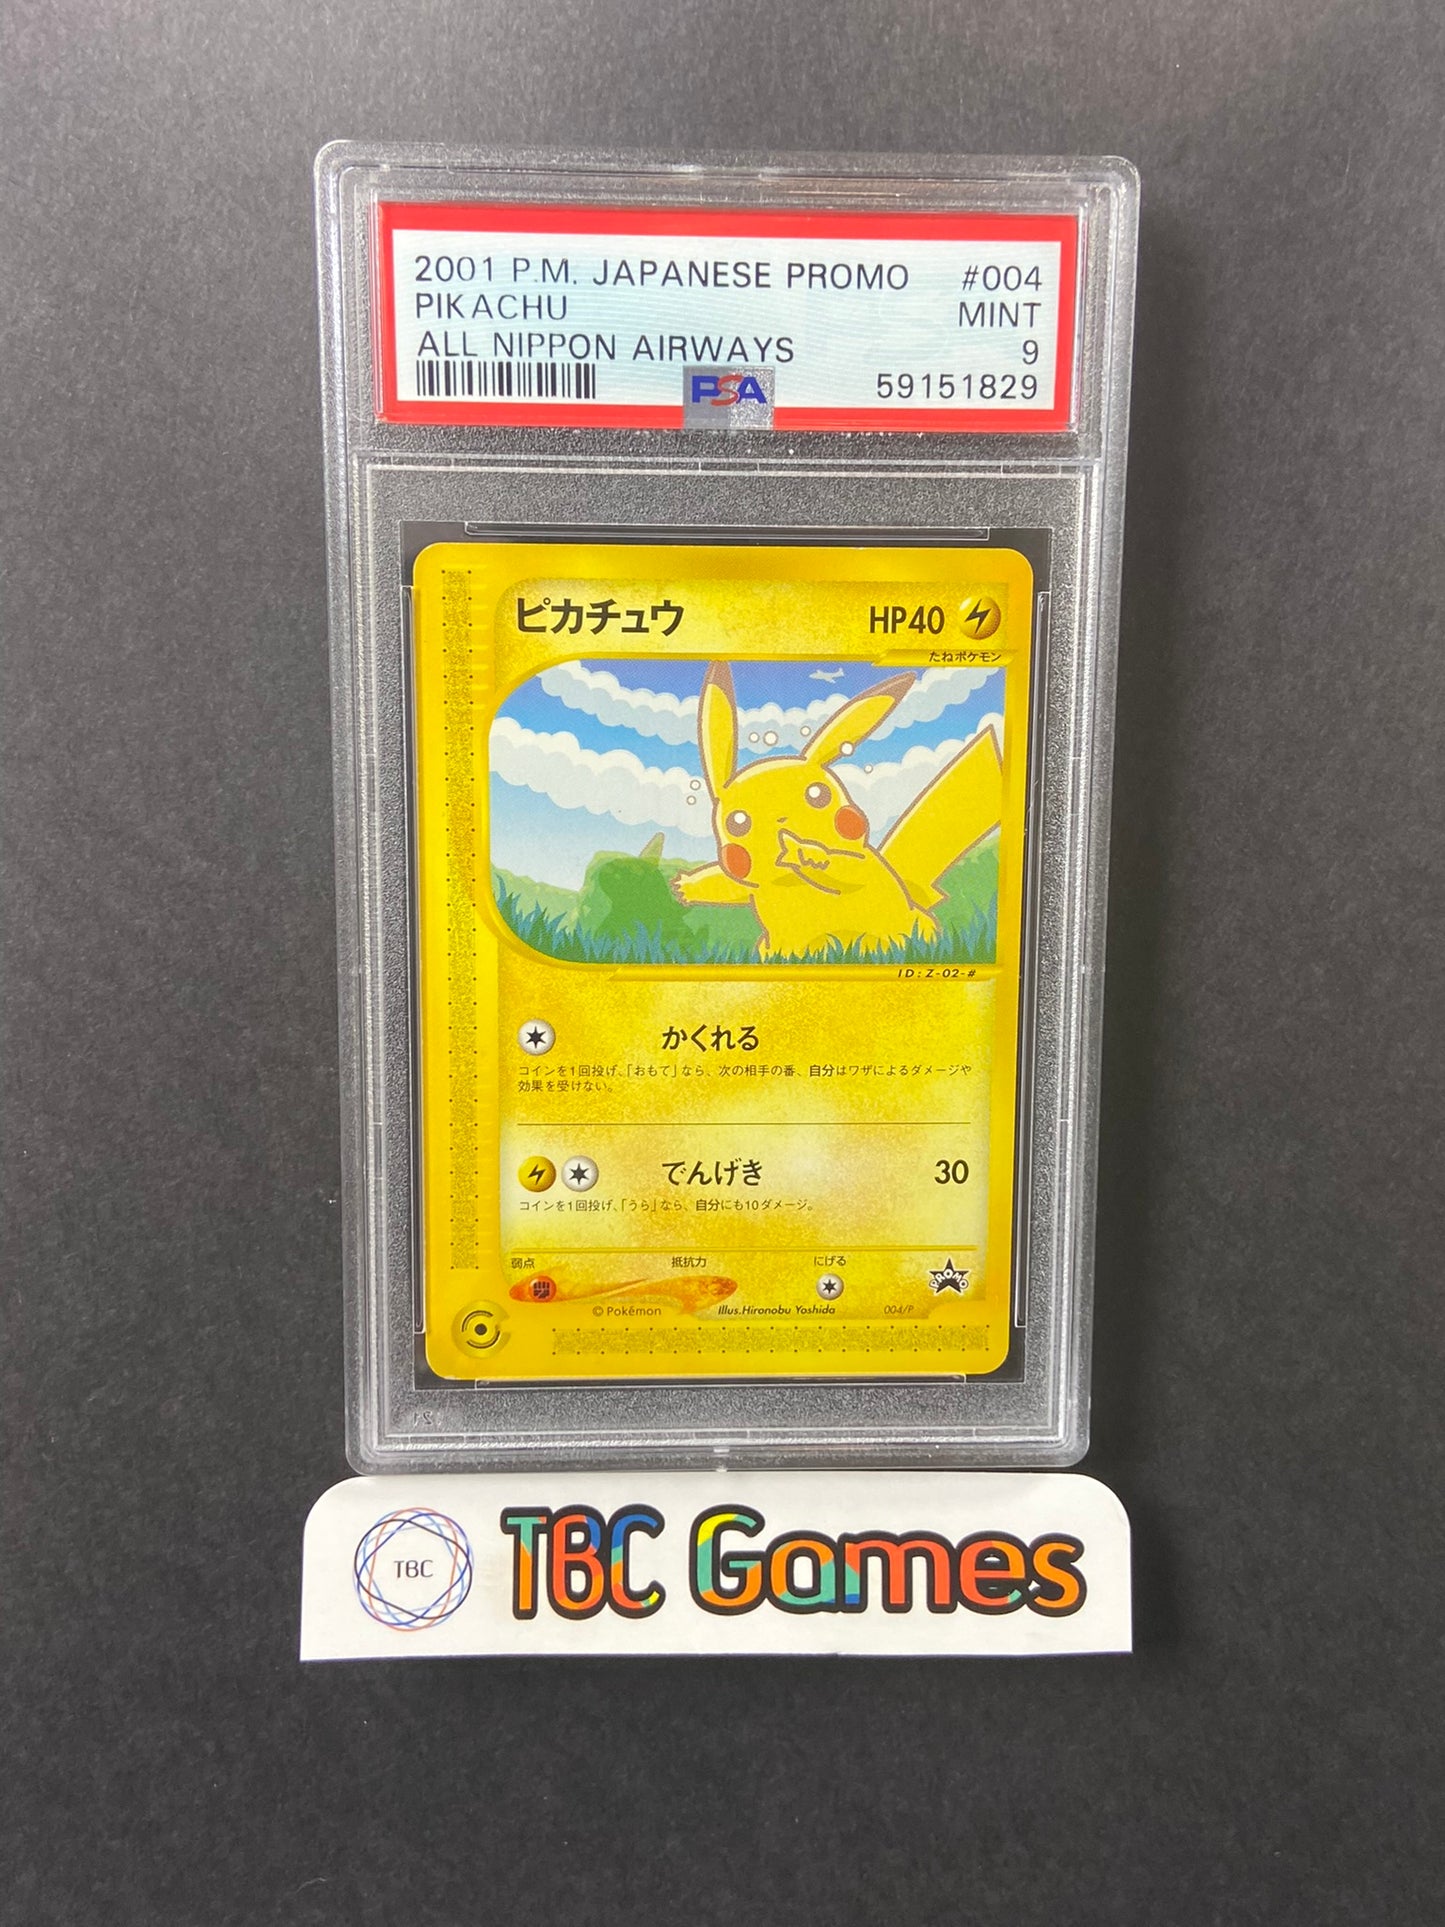 2001 P.M. JAPANESE PROMO #004
PIKACHU MINT
ALL NIPPON AIRWAYS 9
PSA 59151829
ピカチュウ HP40
たねポケモン
ID:Z-02-#
かくれる
コインを1回投げ、「おもて」なら、次の相手の番、自分はワザによるダメージや
効果を受けない。
でんげき 30
コインを1回投げ、「うら」なら、自分にも10ダメージ。
弱点 抵抗力 にげる
PROMO
© Pokémon Illus.Hironobu Yoshida 004/P
TBC TBC Games